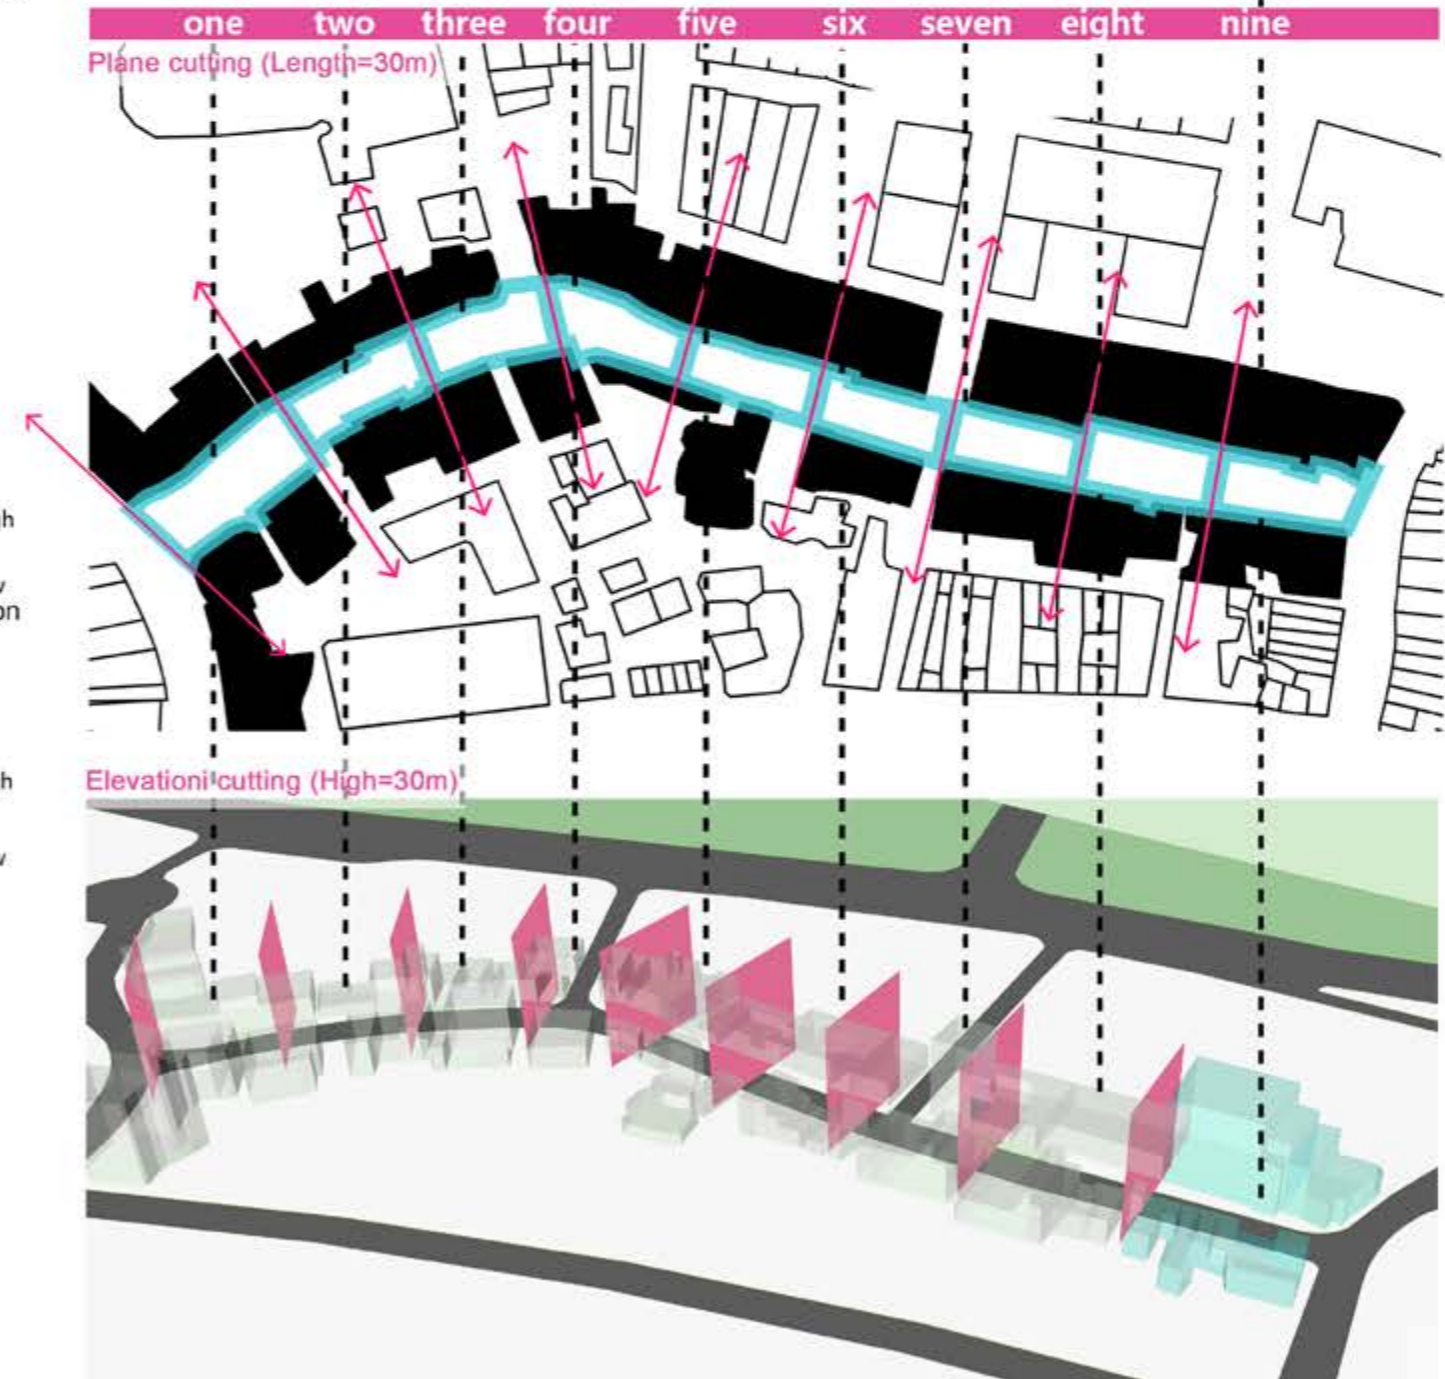 one two three four five six seven eight nine
Plane cutting (Length=30m)
Elevationi cutting (High=30m)